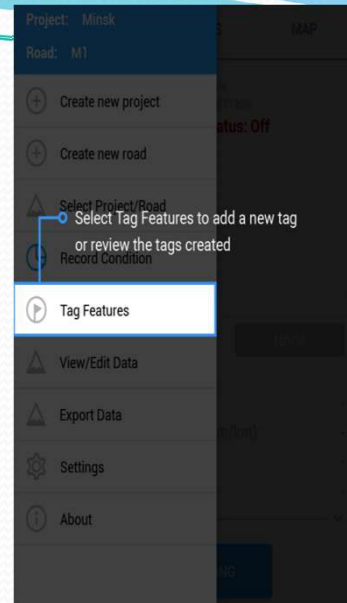 Project: Minsk
MAP
Road: M1
Create new project
atus: Off
Create new road
Select Project/Road
Select Tag Features to add a new tag
or review the tags created
Record Condition
Tag Features
View/Edit Data
Export Data
(m/km)
Settings
About
NG